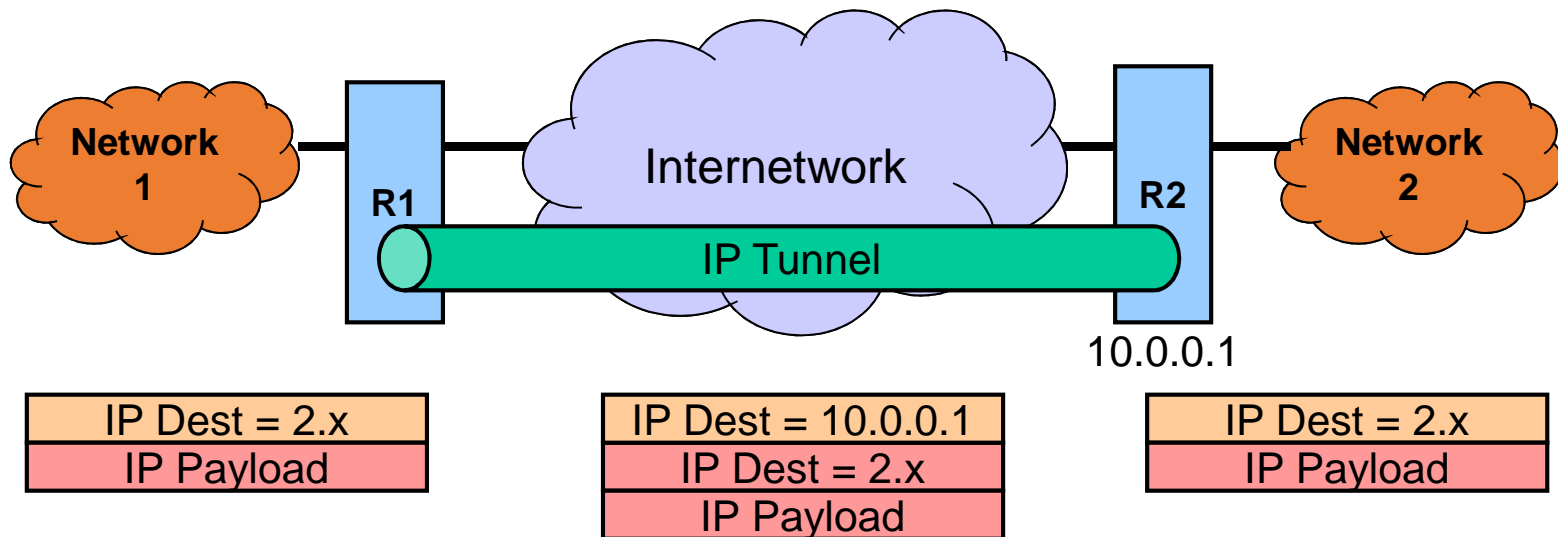 Network
1
R1
Internetwork
R2
Network
2
IP Tunnel
10.0.0.1
IP Dest = 2.x
IP Payload
IP Dest = 10.0.0.1
IP Dest = 2.x
IP Payload
IP Dest = 2.x
IP Payload